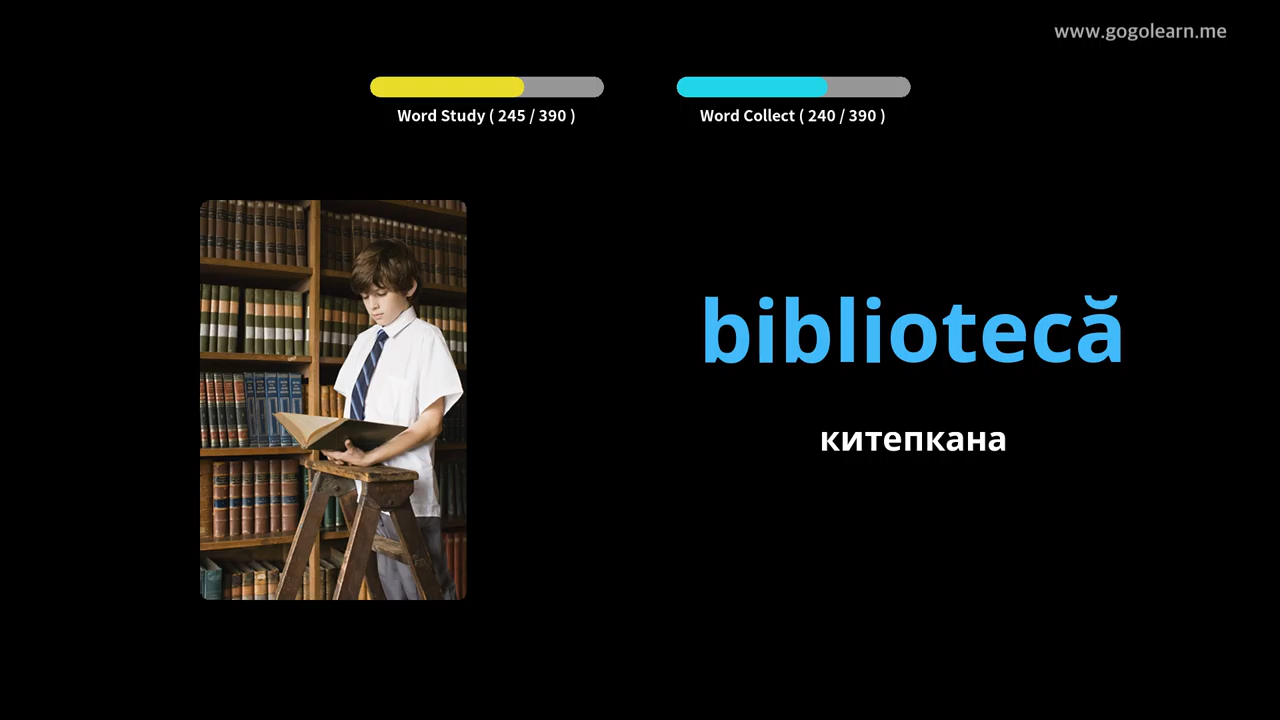 www.gogolearn.me
Word Study ( 245 / 390 )
Word Collect ( 240 / 390 )
bibliotecă
китепкана